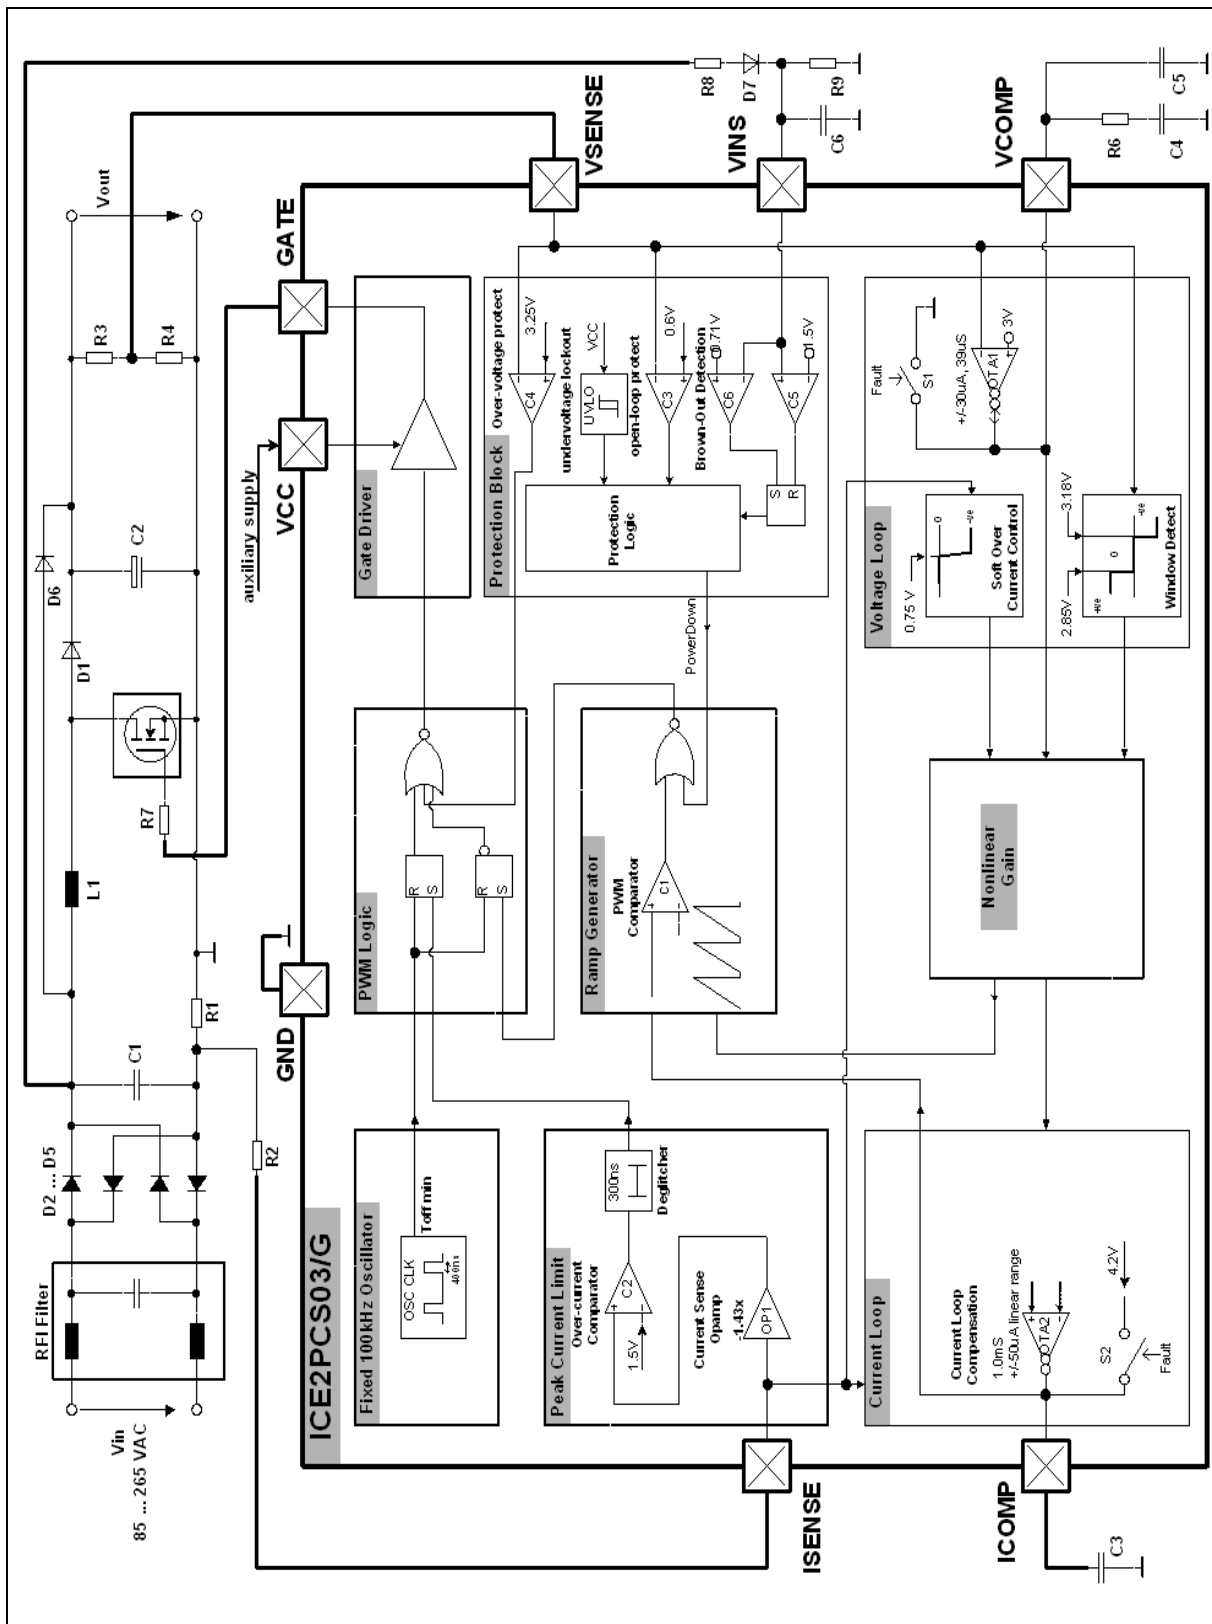 RFI Filter
Vin
85 ... 265 VAC
D2 ... D5
C1
R1
R2
L1
R7
D1
D6
C2
R3
R4
Vout
auxiliary supply
GND
VCC
GATE
VSENSE
VINS
VCOMP
ISENSE
ICOMP
R8
D7
R9
C6
R6
C4
C5
C3
ICE2PCS03/G
Fixed 100kHz Oscillator
OSC CLK
Toff min
400ns
PWM Logic
R
S
R
S
Gate Driver
Peak Current Limit
Over-current
Comparator
1.5V
C2
300ns
Deglitcher
Current Sense
Opamp
-1.43x
OP1
Ramp Generator
PWM
Comparator
C1
PowerDown
Protection Block
Over-voltage protect
C4
3.25V
undervoltage lockout
UVLO
VCC
open-loop protect
C3
0.6V
Brown-Out Detection
C6
0.71V
C5
1.5V
S
R
Protection
Logic
Current Loop
Current Loop
Compensation
1.0mS
+/-50uA linear range
OTA2
4.2V
S2
Fault
Nonlinear
Gain
Voltage Loop
0.75 V
0
-ve
Soft Over
Current Control
2.85V
3.18V
+ve
0
-ve
Window Detect
Fault
S1
+/-30uA, 39uS
OTA1
3V